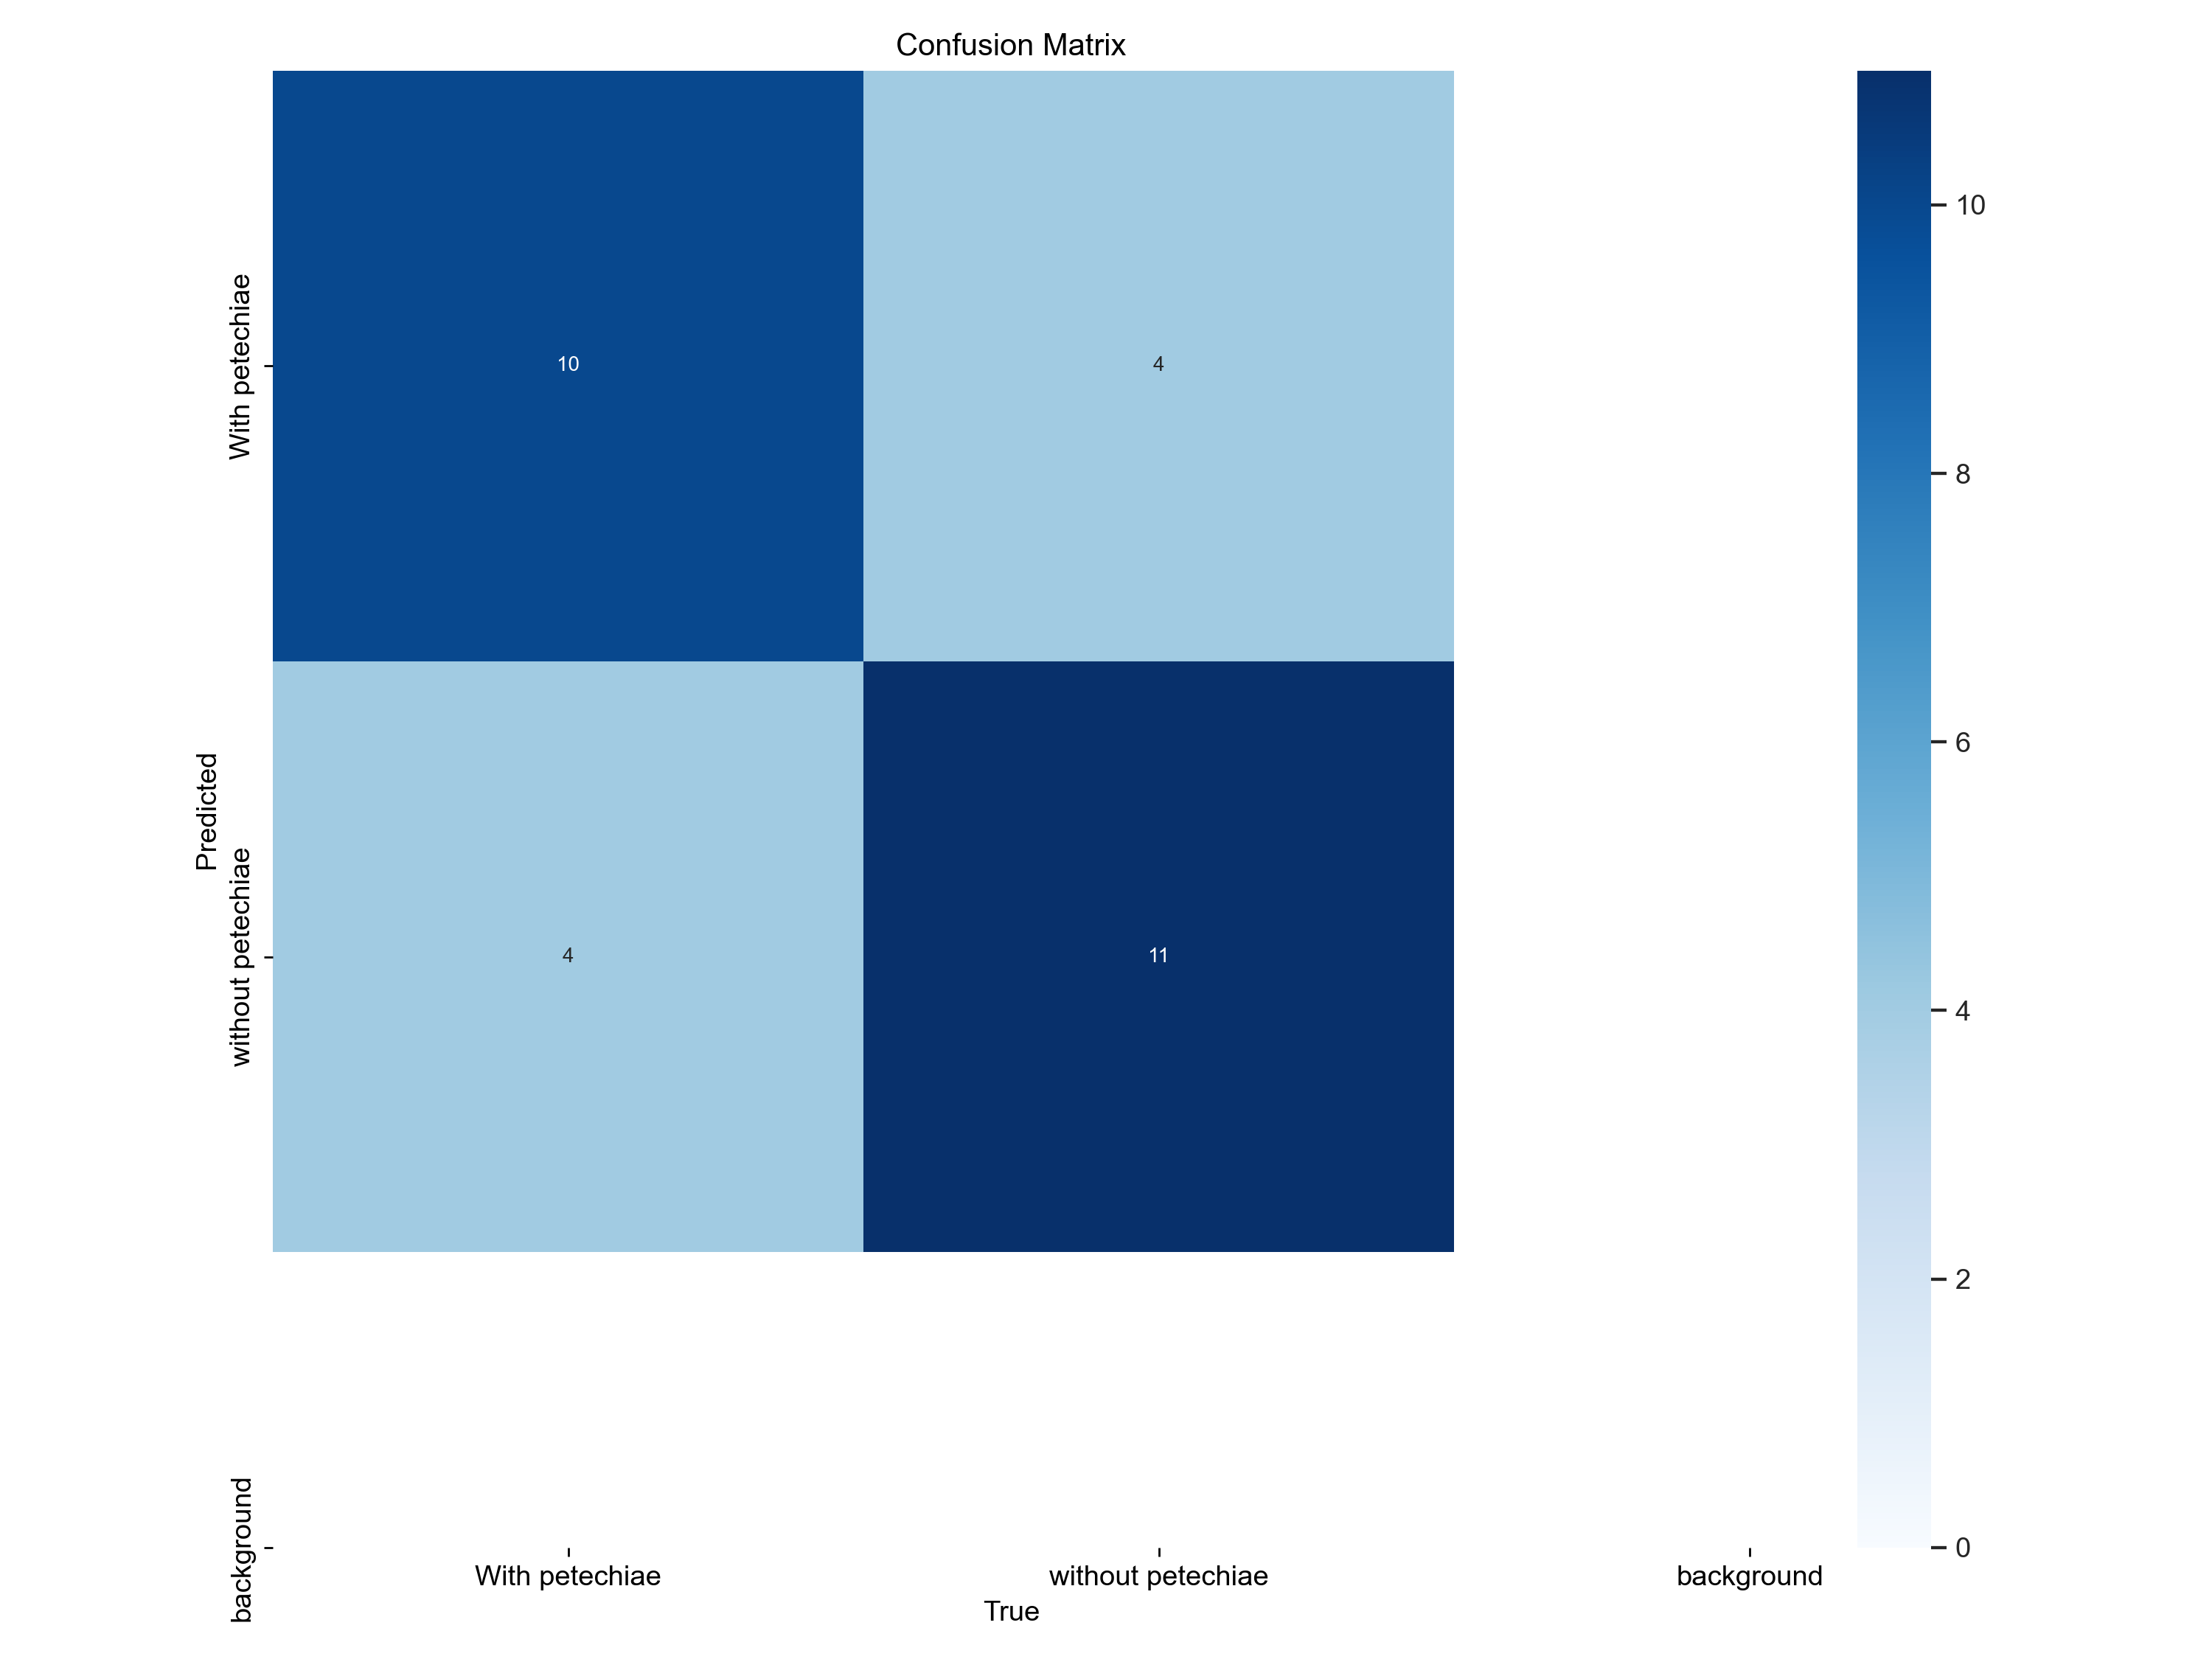 Confusion Matrix
With petechiae
10
4
without petechiae
4
11
background
Predicted
With petechiae
without petechiae
background
True
10
8
6
4
2
0